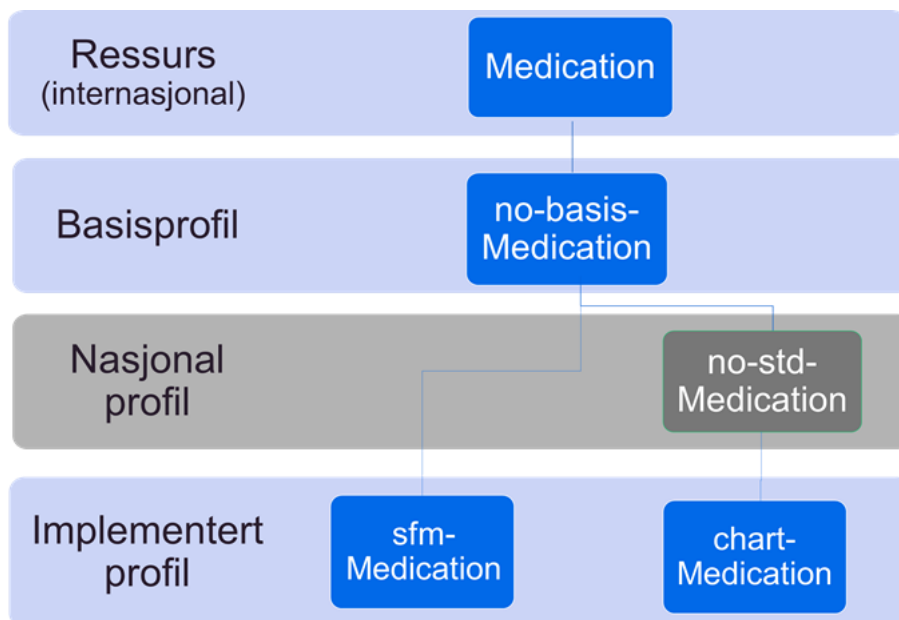 Ressurs
(internasjonal)
Medication
Basisprofil
no-basis-
Medication
Nasjonal
profil
no-std-
Medication
Implementert
profil
sfm-
Medication
chart-
Medication